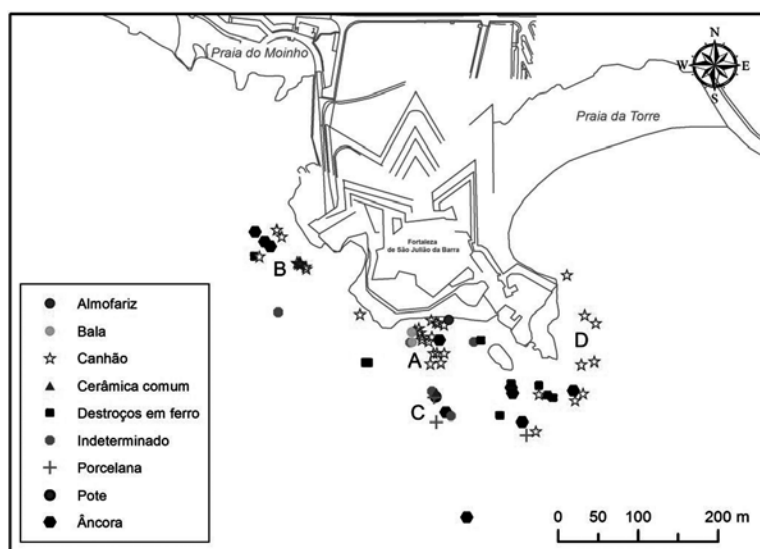 Praia do Moinho
N
W E
S
Praia da Torre
Fortaleza
de São Julião da Barra
B
A
D
C
Almofariz
Bala
Canhão
Cerâmica comum
Destroços em ferro
Indeterminado
Porcelana
Pote
Âncora
0 50 100 200 m